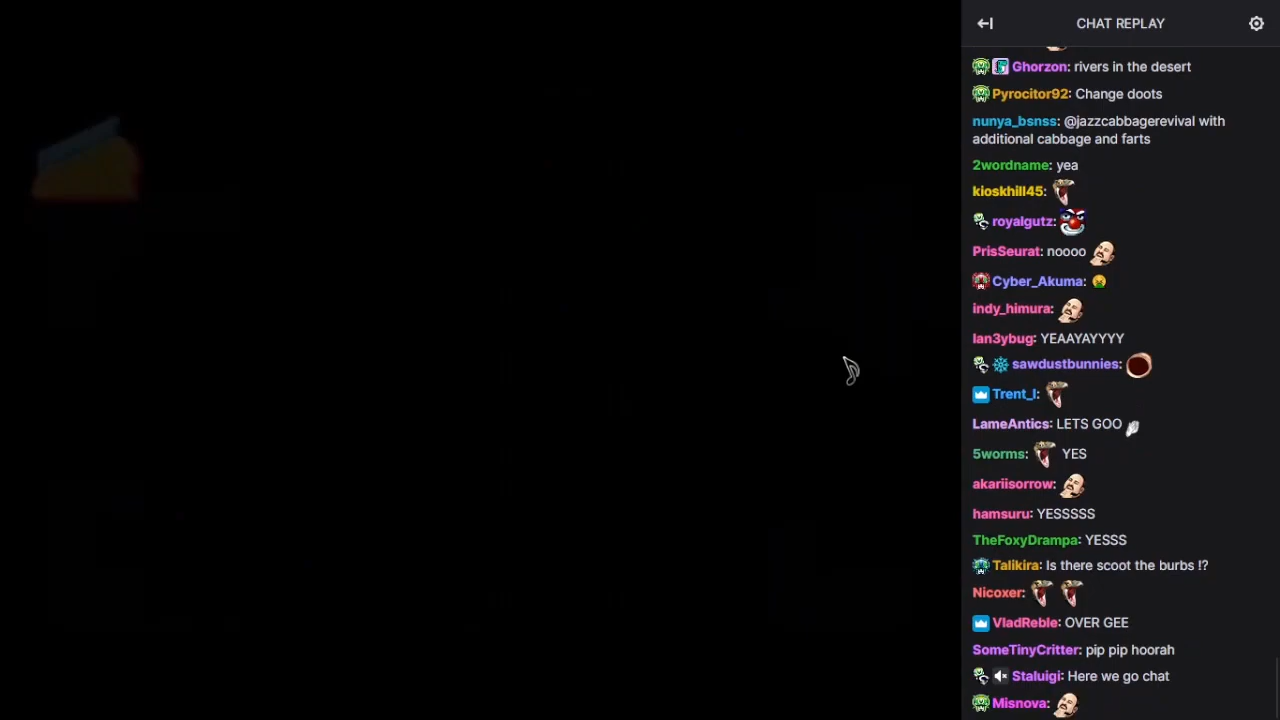 CHAT REPLAY
Ghorzon: rivers in the desert
Pyrocitor92: Change doots
nunya_bsnss: @jazzcabbagerevival with
additional cabbage and farts
2wordname: yea
kioskhill45:
royalgutz:
PrisSeurat: noooo
Cyber_Akuma:
indy_himura:
Ian3ybug: YEAAYAYYYY
sawdustbunnies:
Trent_I:
LameAntics: LETS GOO
5worms: YES
akariisorrow:
hamsuru: YESSSSS
TheFoxyDrampa: YESSS
Talikira: Is there scoot the burbs !?
Nicoxer:
VladReble: OVER GEE
SomeTinyCritter: pip pip hoorah
Staluigi: Here we go chat
Misnova: